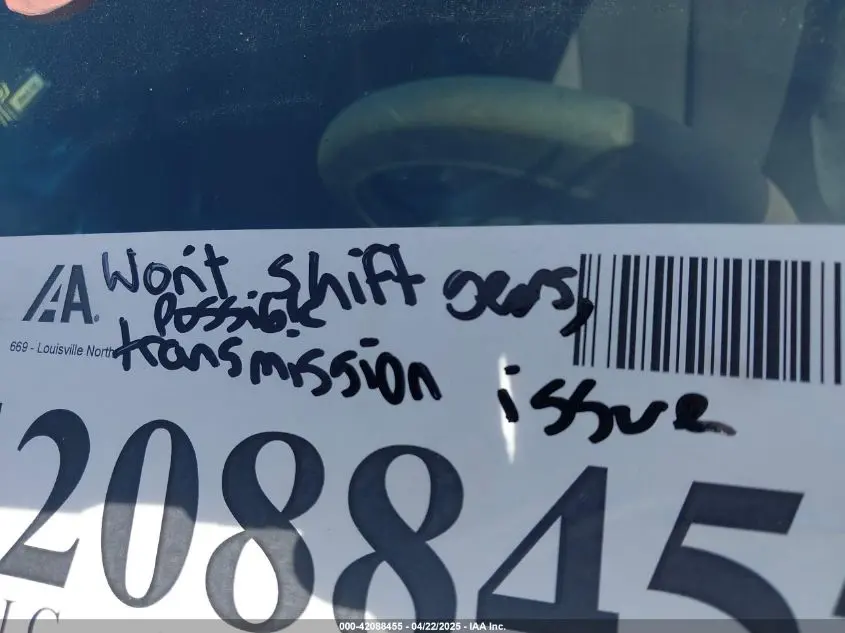 IAA.
Won't shift gears,
Possible
669 - Louisville North
transmission issue
208845
000-42088455 - 04/22/2025 - IAA Inc.